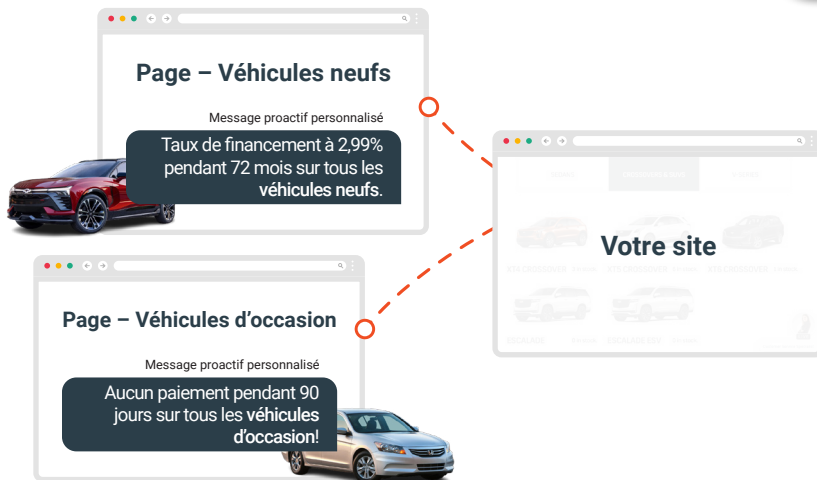 Page – Véhicules neufs
Message proactif personnalisé
Taux de financement à 2,99%
pendant 72 mois sur tous les
véhicules neufs.
Page – Véhicules d’occasion
Message proactif personnalisé
Aucun paiement pendant 90
jours sur tous les véhicules
d’occasion!
Votre site